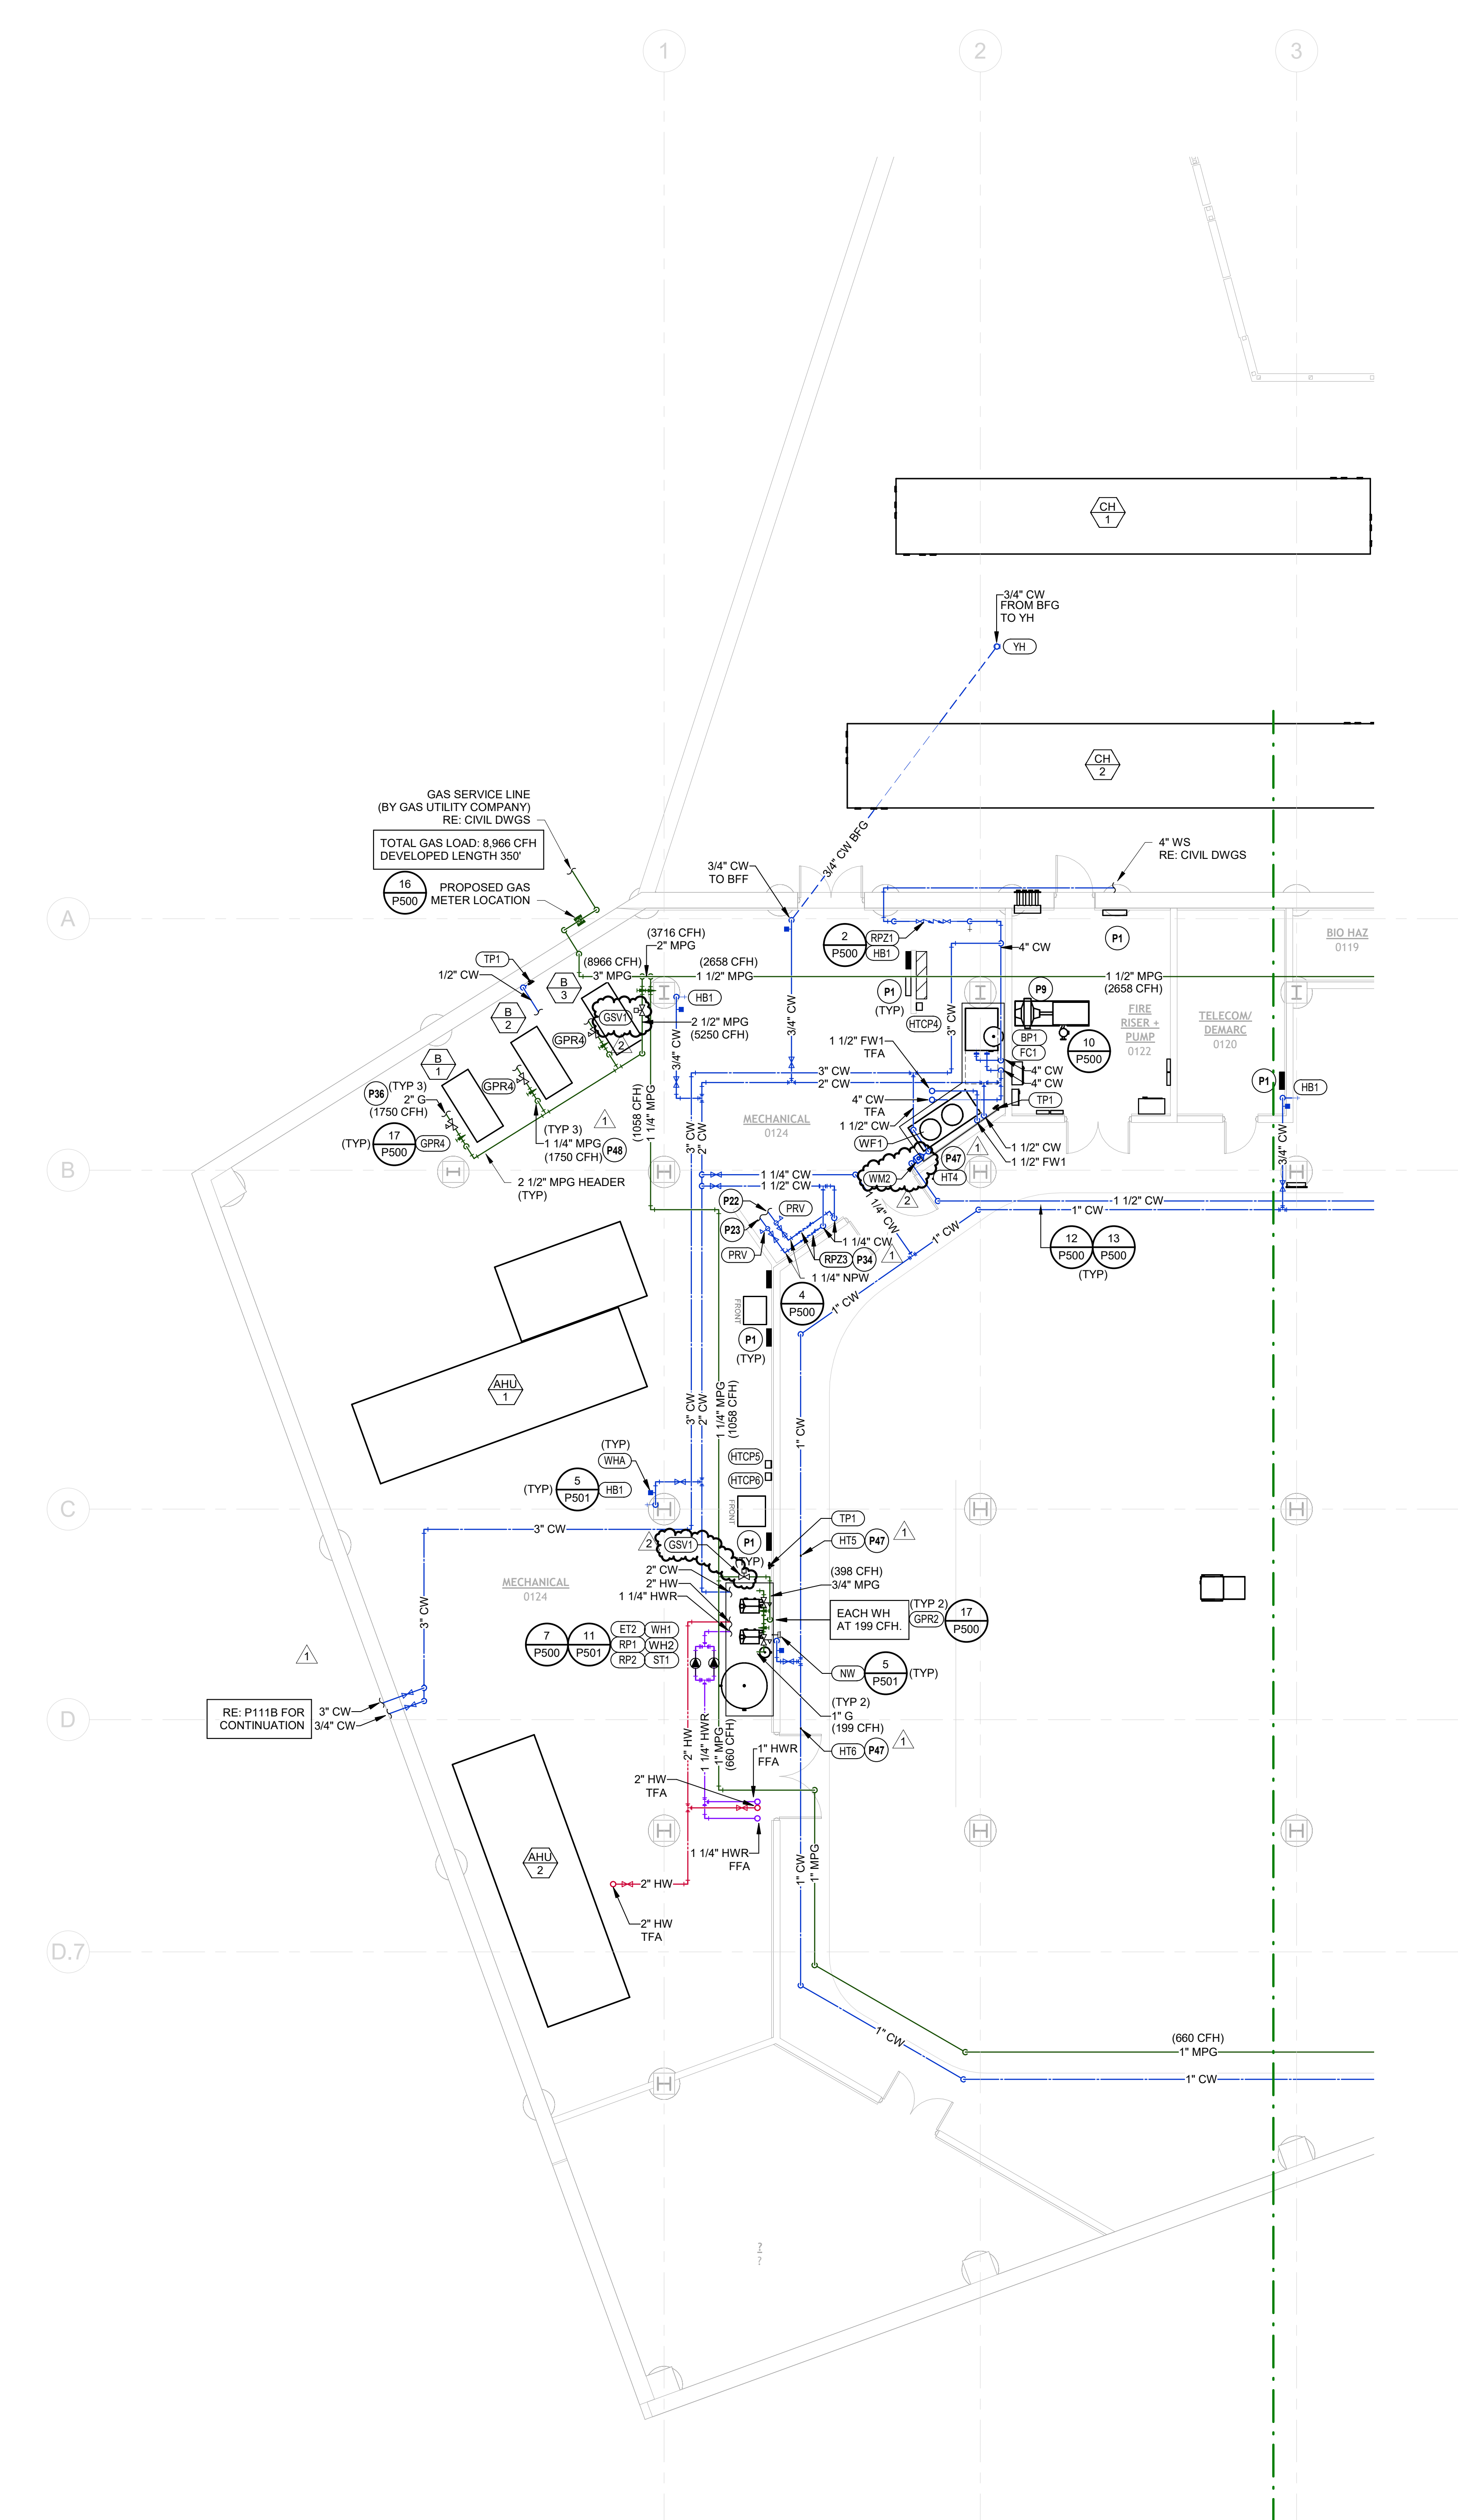 1
2
3
CH
1
3/4" CW
FROM BFG
TO YH
YH
CH
2
GAS SERVICE LINE
(BY GAS UTILITY COMPANY)
RE: CIVIL DWGS
TOTAL GAS LOAD: 8,966 CFH
DEVELOPED LENGTH 350'
16
P500
PROPOSED GAS
METER LOCATION
3/4" CW BFG
3/4" CW
TO BFF
4" WS
RE: CIVIL DWGS
A
(3716 CFH)
2" MPG
2
P500
RPZ1
HB1
4" CW
P1
BIO HAZ
0119
TP1
1/2" CW
(8966 CFH)
3" MPG
(2658 CFH)
1 1/2" MPG
1 1/2" MPG
(2658 CFH)
B
3
B
2
GSV1
HB1
P1
(TYP)
HTCP4
P9
FIRE
RISER +
PUMP
0122
TELECOM/
DEMARC
0120
2 1/2" MPG
(5250 CFH)
3/4" CW
3/4" CW
3" CW
GPR4
2
BP1
FC1
10
P500
1 1/2" FW1
TFA
B
1
GPR4
3" CW
2" CW
4" CW
4" CW
P1
HB1
P36
(TYP 3)
2" G
(1750 CFH)
4" CW
TFA
TP1
1 1/2" CW
(TYP)
17
P500
GPR4
(TYP 3)
1 1/4" MPG
(1750 CFH)
P48
1
(1058 CFH)
1 1/4" MPG
MECHANICAL
0124
WF1
1 1/2" CW
1 1/2" FW1
3/4" CW
B
2 1/2" MPG HEADER
(TYP)
3" CW
2" CW
1 1/4" CW
1 1/2" CW
WM2
P47
HT4
1
2
1 1/2" CW
1" CW
P22
P23
PRV
PRV
1 1/4" CW
RPZ3
P34
1
1 1/4" NPW
1 1/4" CW
1" CW
12
P500
13
P500
(TYP)
4
P500
1" CW
FRONT
P1
(TYP)
AHU
1
3" CW
2" CW
1 1/4" MPG
(1058 CFH)
1" CW
(TYP)
WHA
HTCP5
HTCP6
(TYP)
5
P501
HB1
FRONT
C
3" CW
2
GSV1
P1
(TYP)
TP1
HT5
P47
1
2" CW
2" HW
1 1/4" HWR
(398 CFH)
3/4" MPG
MECHANICAL
0124
3" CW
EACH WH
AT 199 CFH.
(TYP 2)
GPR2
17
P500
7
P500
11
P501
ET2
WH1
RP1
WH2
RP2
ST1
1
NW
5
P501
(TYP)
RE: P111B FOR
CONTINUATION
3" CW
3/4" CW
D
(TYP 2)
1" G
(199 CFH)
2" HW
1 1/4" HWR
1" MPG
(660 CFH)
HT6
P47
1
1" HWR
FFA
2" HW
TFA
1 1/4" HWR
FFA
AHU
2
1" CW
1" MPG
2" HW
2" HW
TFA
D.7
1" CW
(660 CFH)
1" MPG
1" CW
?
?